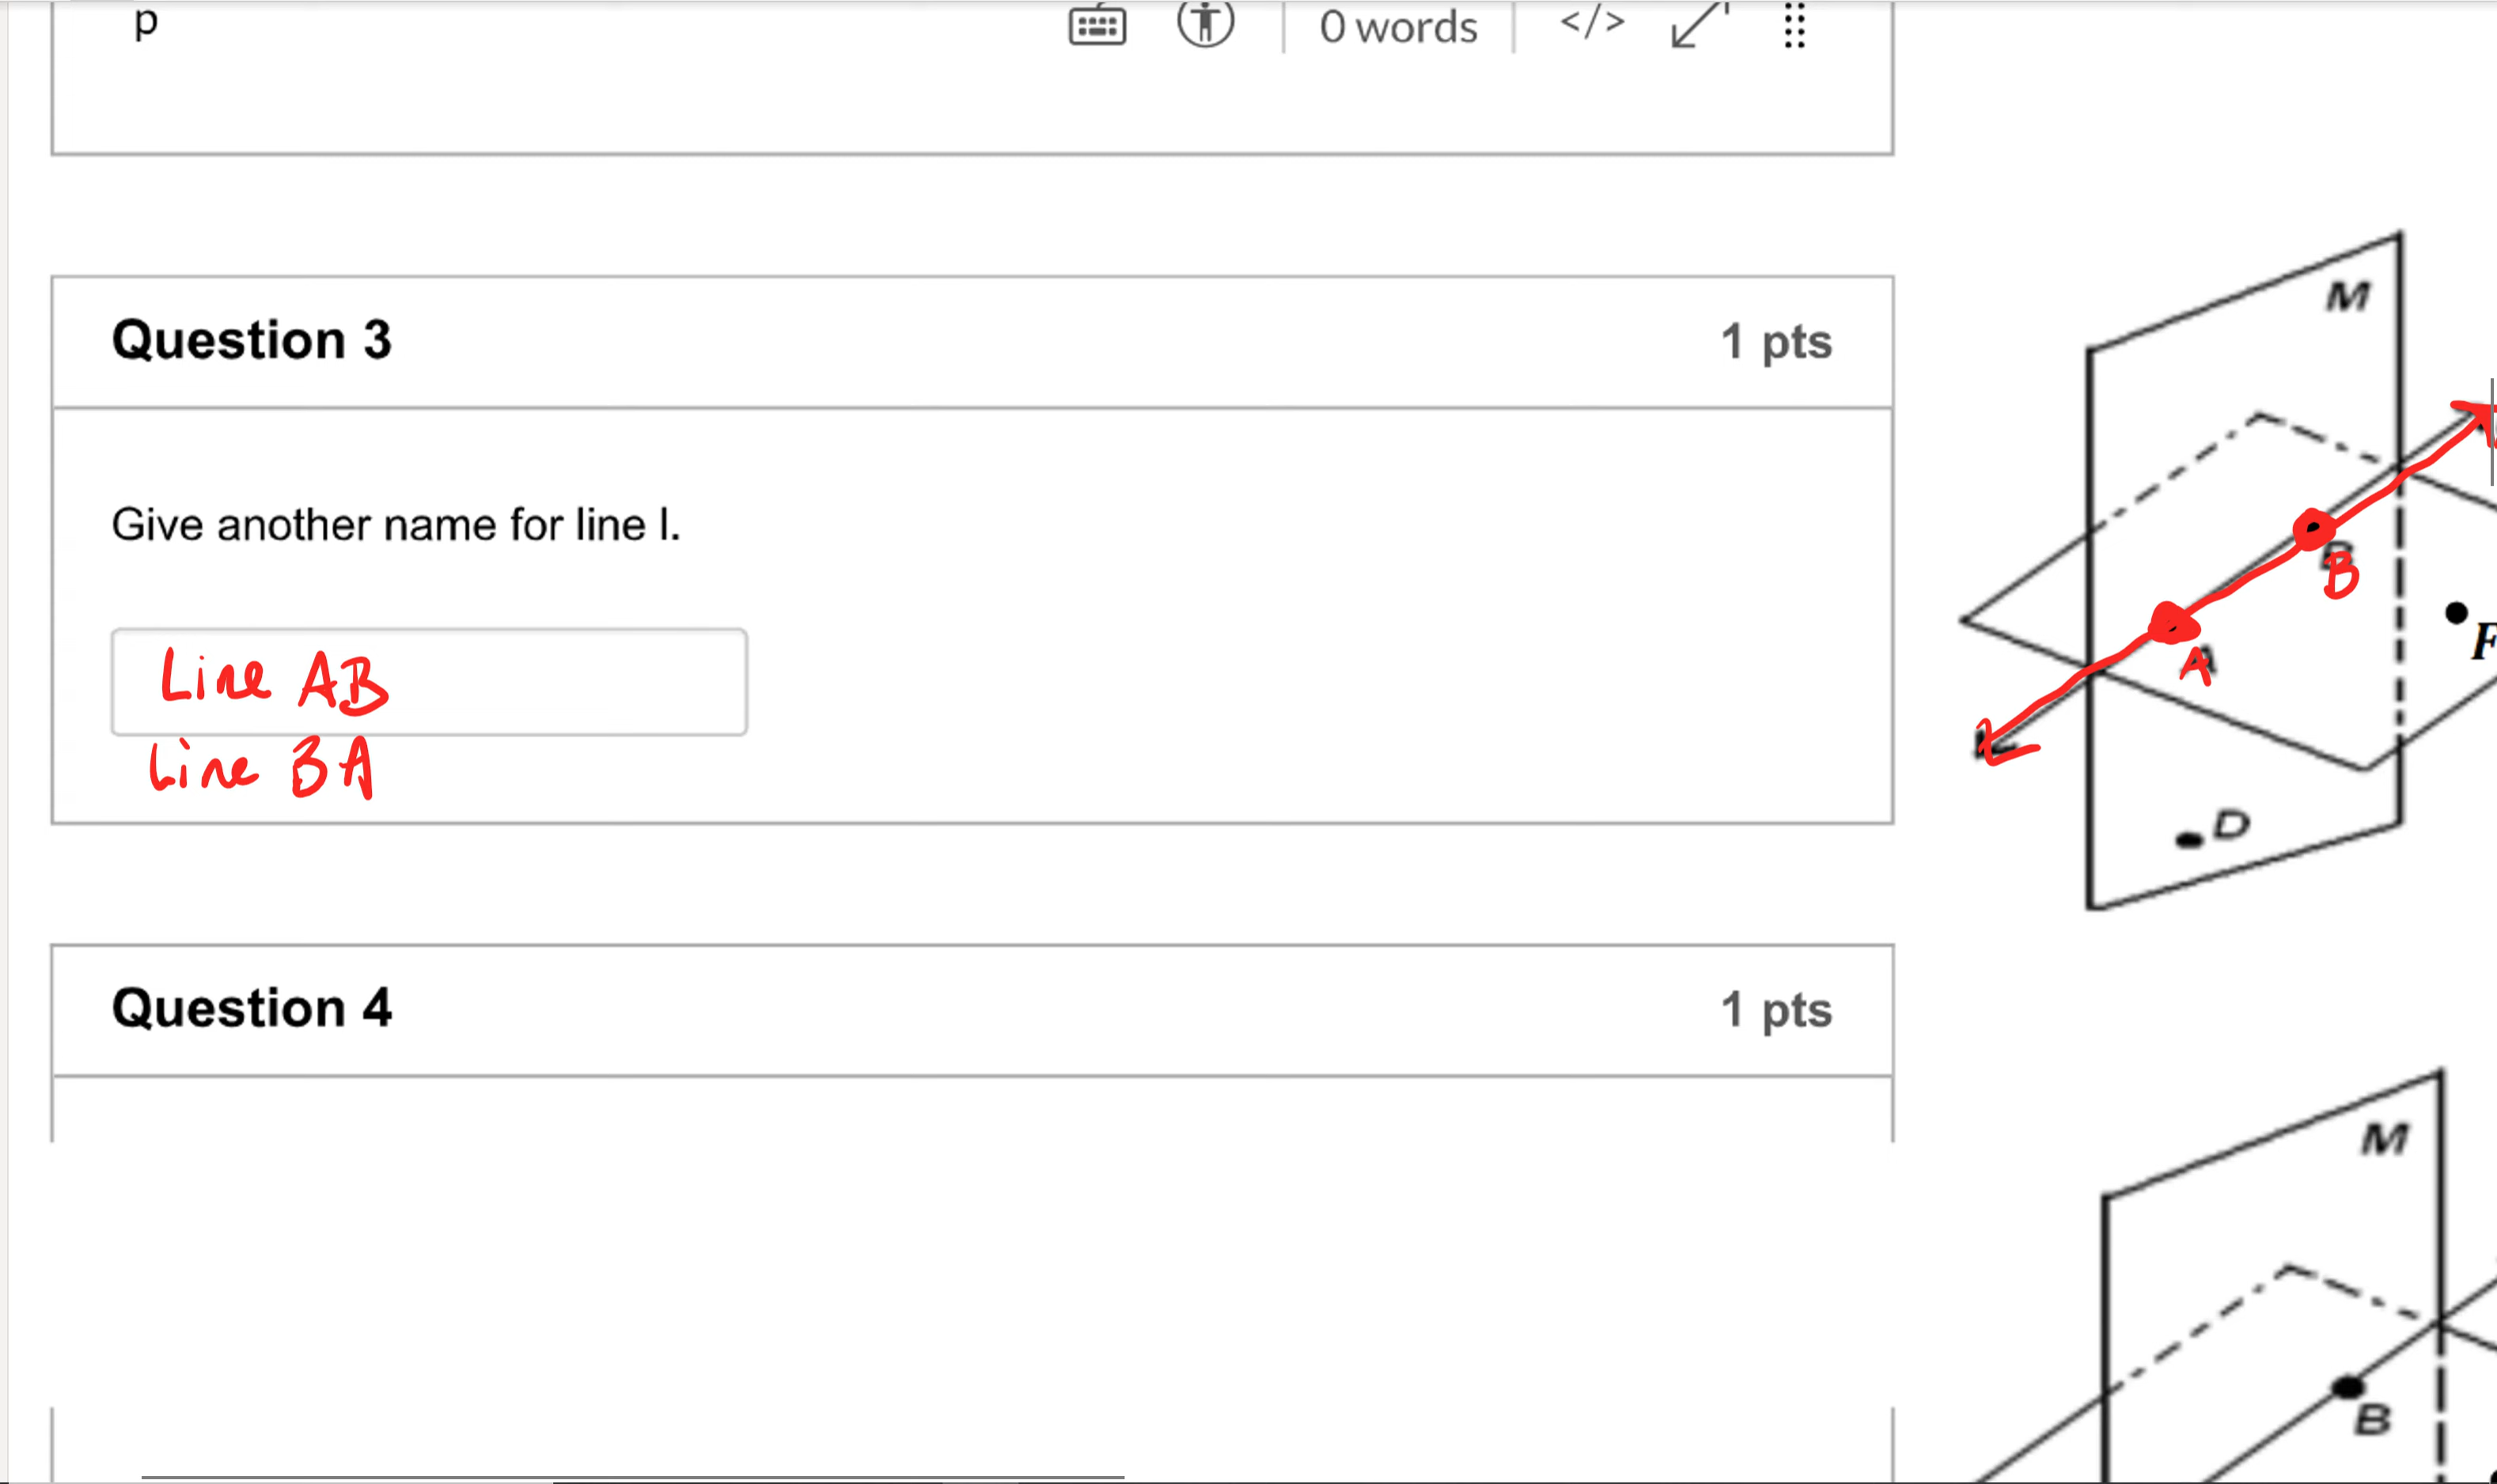 p
0 words </>
Question 3 1 pts
Give another name for line l.
Line AB
Line BA
M
B
B
A
A
F
D
Question 4 1 pts
M
B